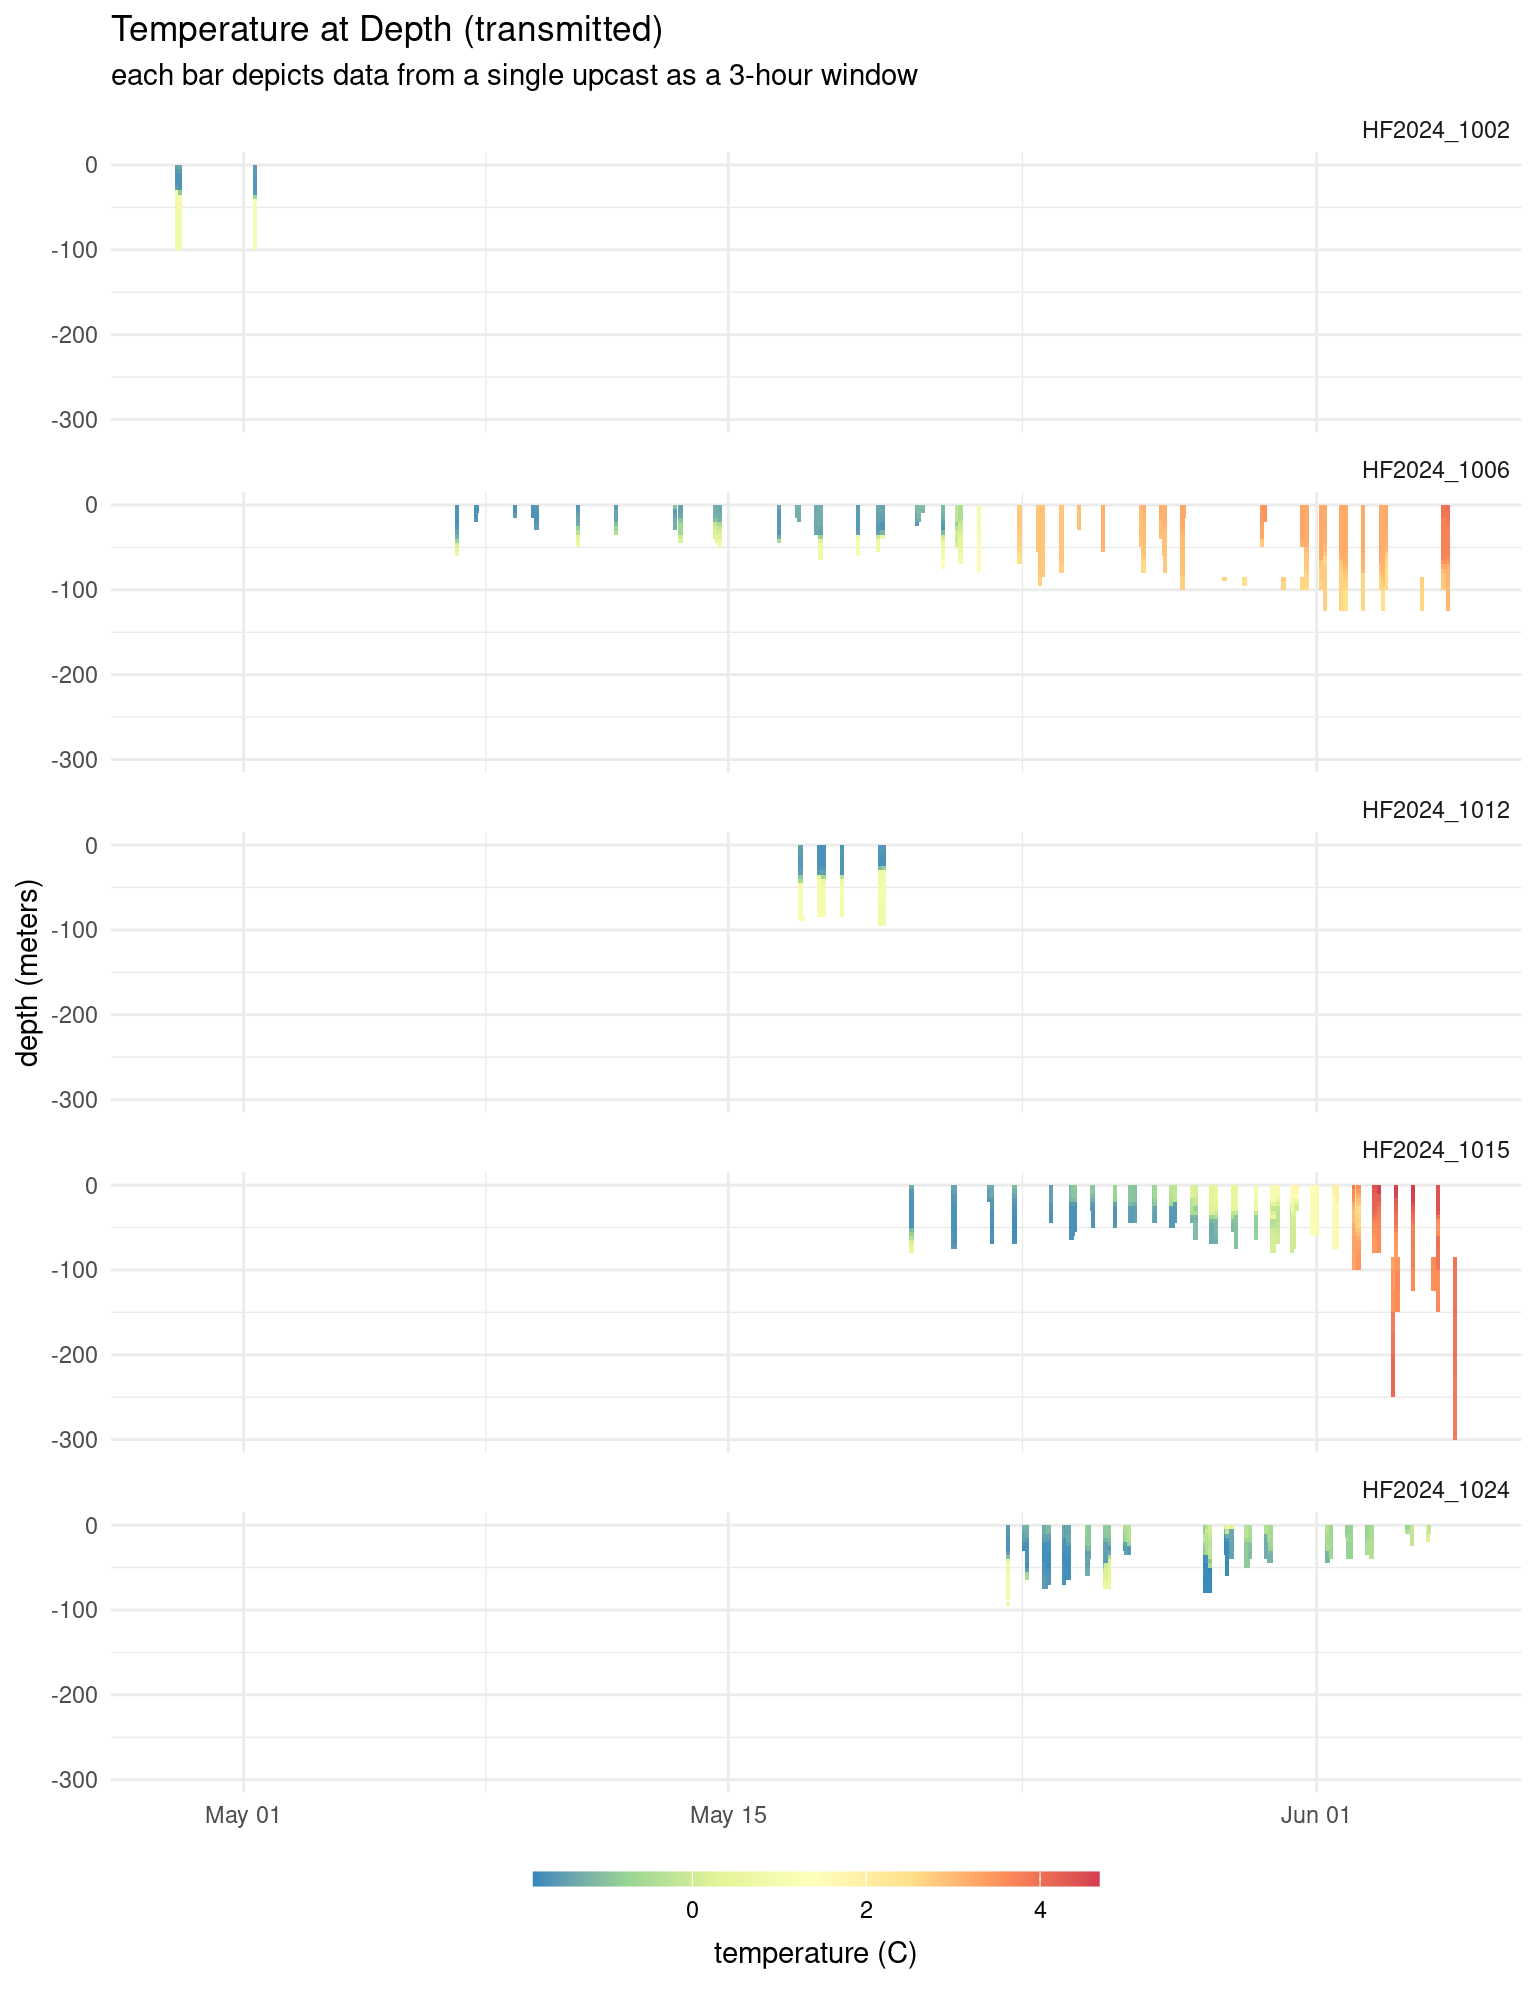 Temperature at Depth (transmitted)
each bar depicts data from a single upcast as a 3-hour window
HF2024_1002
0
-100
-200
-300
HF2024_1006
0
-100
-200
-300
HF2024_1012
0
-100
-200
-300
depth (meters)
HF2024_1015
0
-100
-200
-300
HF2024_1024
0
-100
-200
-300
May 01 May 15 Jun 01
0 2 4
temperature (C)